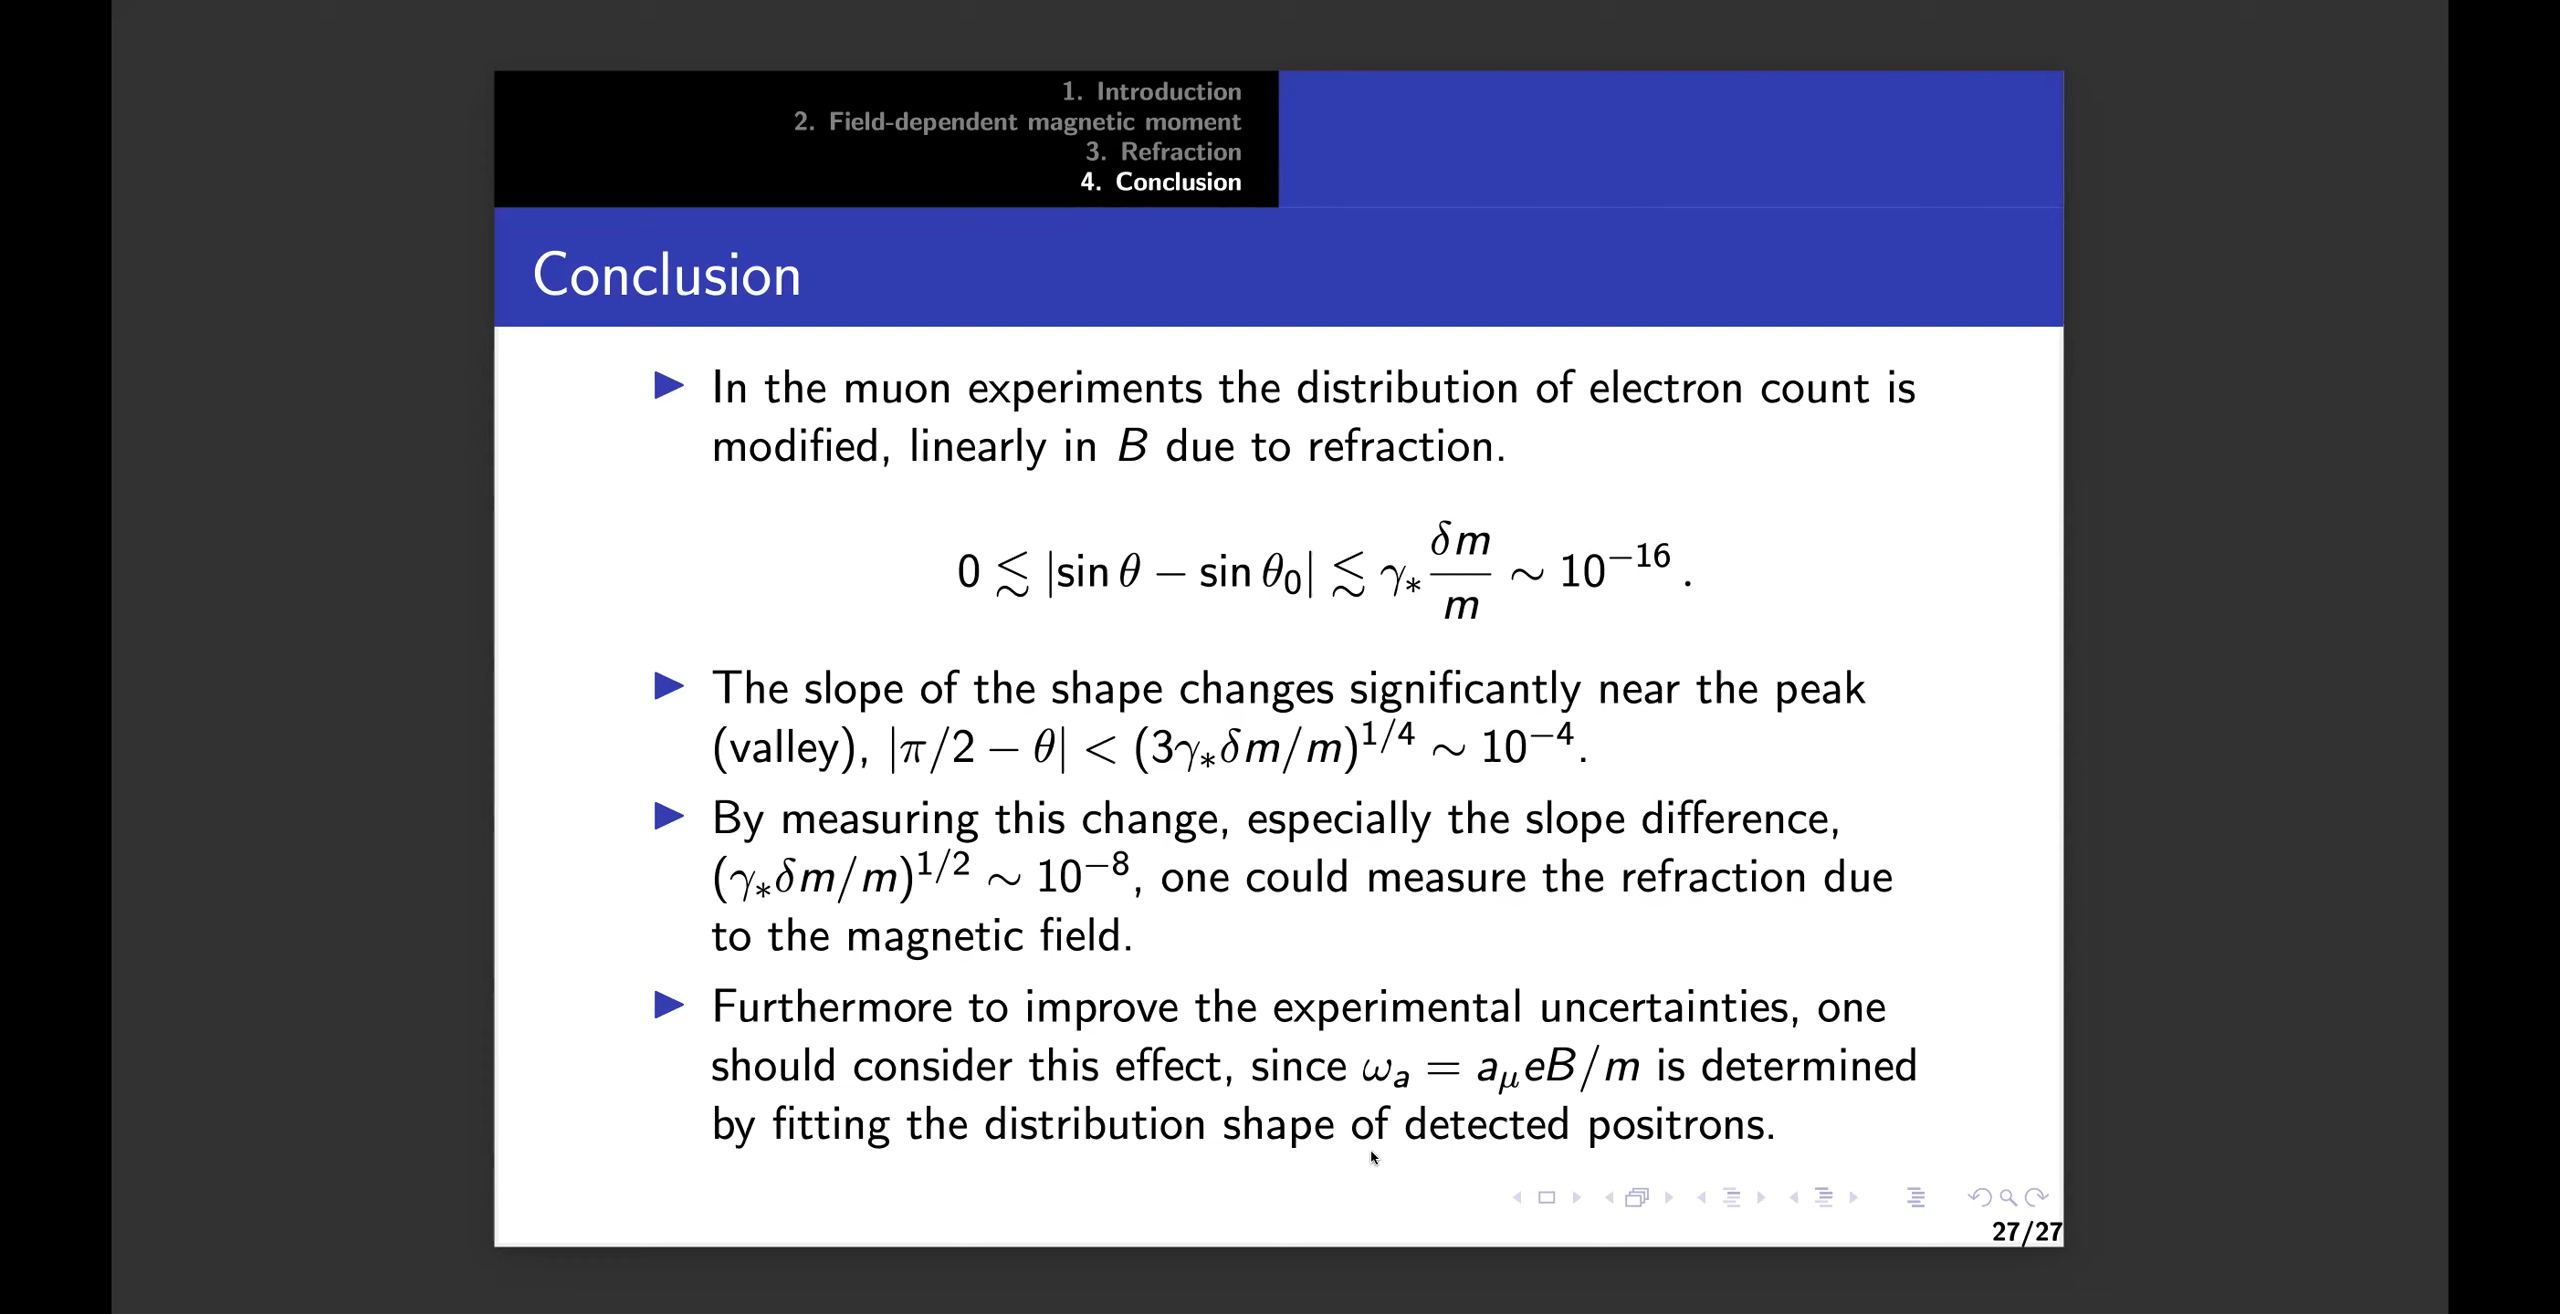 1. Introduction
2. Field-dependent magnetic moment
3. Refraction
4. Conclusion
Conclusion
▶ In the muon experiments the distribution of electron count is
modified, linearly in B due to refraction.
0 ≲ |sin θ − sin θ₀| ≲ γ∗ δm/m ∼ 10⁻¹⁶ .
▶ The slope of the shape changes significantly near the peak
(valley), |π/2 − θ| < (3γ∗δm/m)^{1/4} ∼ 10⁻⁴.
▶ By measuring this change, especially the slope difference,
(γ∗δm/m)^{1/2} ∼ 10⁻⁸, one could measure the refraction due
to the magnetic field.
▶ Furthermore to improve the experimental uncertainties, one
should consider this effect, since ωₐ = a_μeB/m is determined
by fitting the distribution shape of detected positrons.
27/27